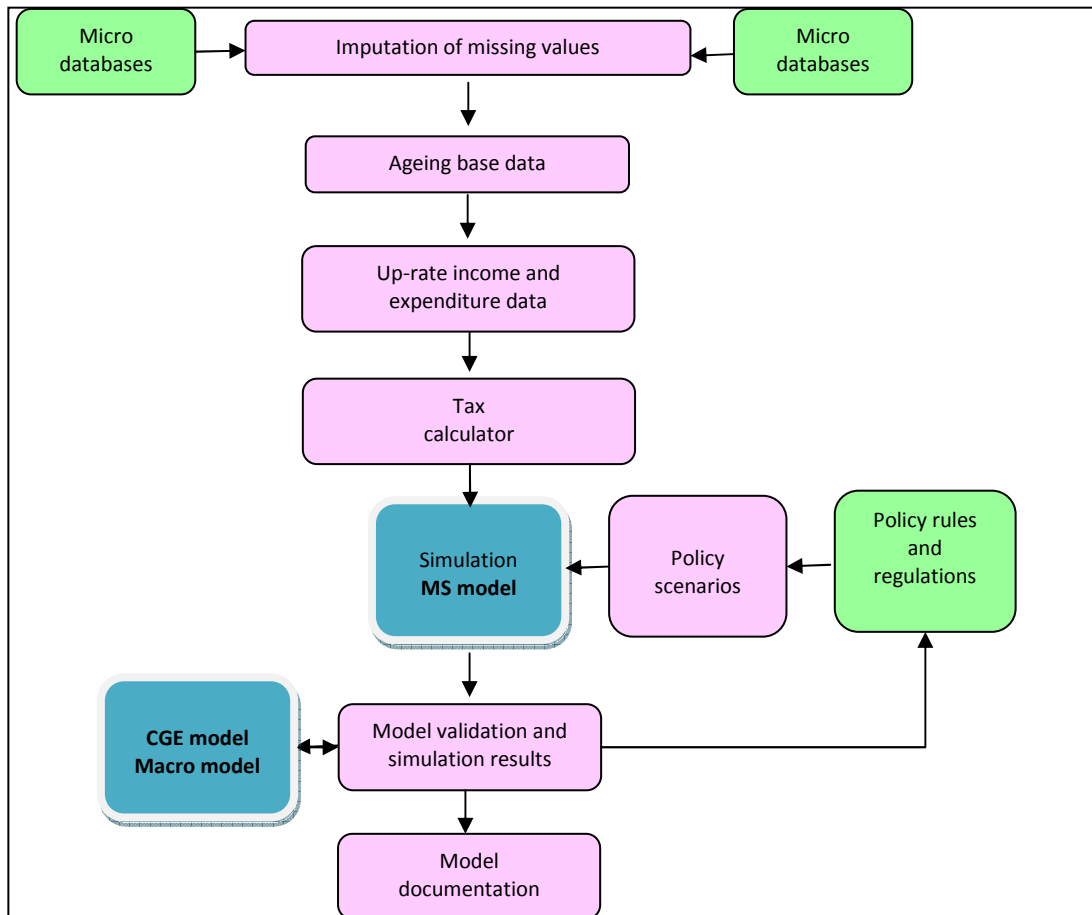 Micro
databases
Imputation of missing values
Micro
databases
Ageing base data
Up-rate income and
expenditure data
Tax
calculator
Simulation
MS model
Policy
scenarios
Policy rules
and
regulations
CGE model
Macro model
Model validation and
simulation results
Model
documentation